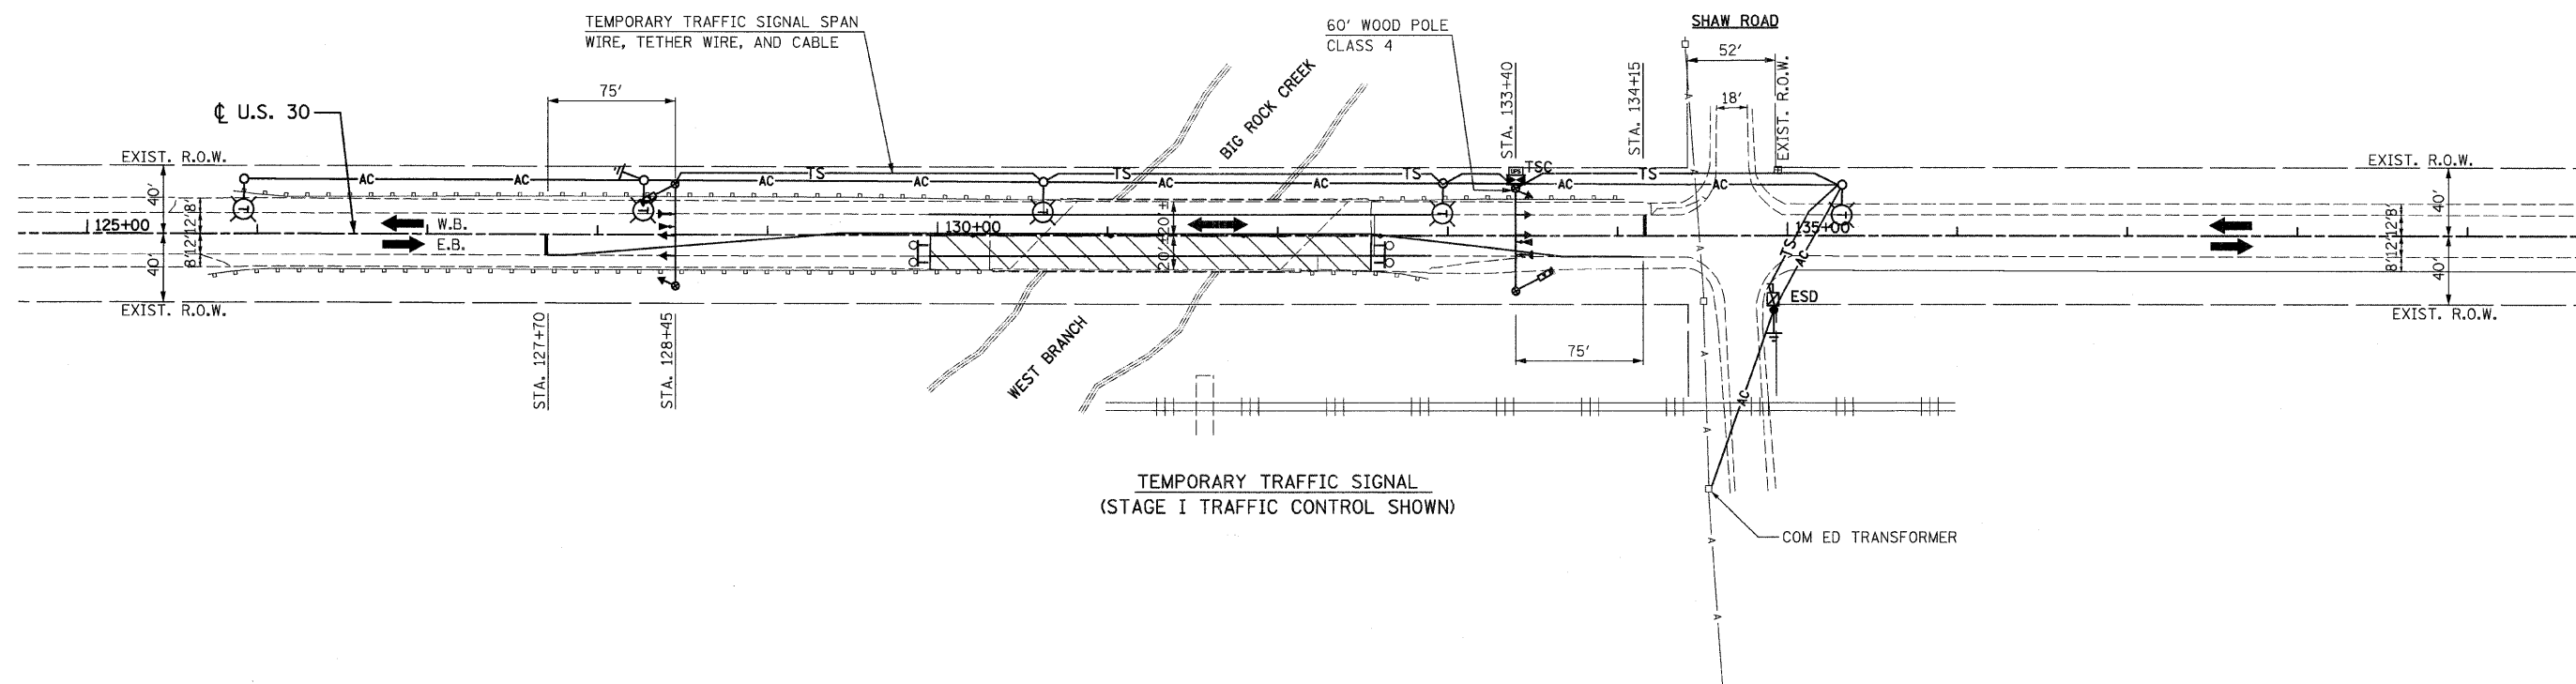 TEMPORARY TRAFFIC SIGNAL SPAN
WIRE, TETHER WIRE, AND CABLE
60' WOOD POLE
CLASS 4
SHAW ROAD
52'
18'
EXIST. R.O.W.
STA. 133+40
STA. 134+15
BIG ROCK CREEK
75'
℄ U.S. 30
EXIST. R.O.W.
EXIST. R.O.W.
AC AC TS AC AC TS AC AC TS UPS TSC TS AC AC
40'
8'
12'
12'
8'
40'
125+00
W.B.
E.B.
130+00
20' ±
20' ±
135+00
TS
AC
ESD
40'
8'
12'
12'
8'
40'
EXIST. R.O.W.
EXIST. R.O.W.
STA. 127+70
STA. 128+45
WEST BRANCH
75'
AC
A
A
A
A
A
A
A
A
TEMPORARY TRAFFIC SIGNAL
(STAGE I TRAFFIC CONTROL SHOWN)
COM ED TRANSFORMER